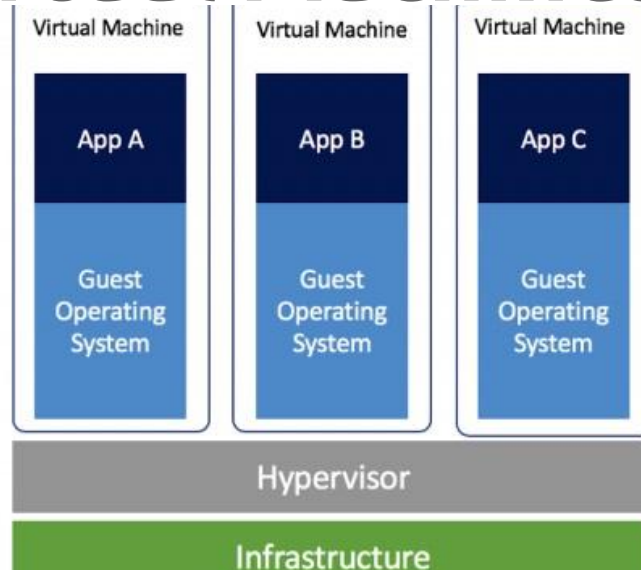 Virtual Machine
Virtual Machine
Virtual Machine
App A
App B
App C
Guest
Operating
System
Guest
Operating
System
Guest
Operating
System
Hypervisor
Infrastructure